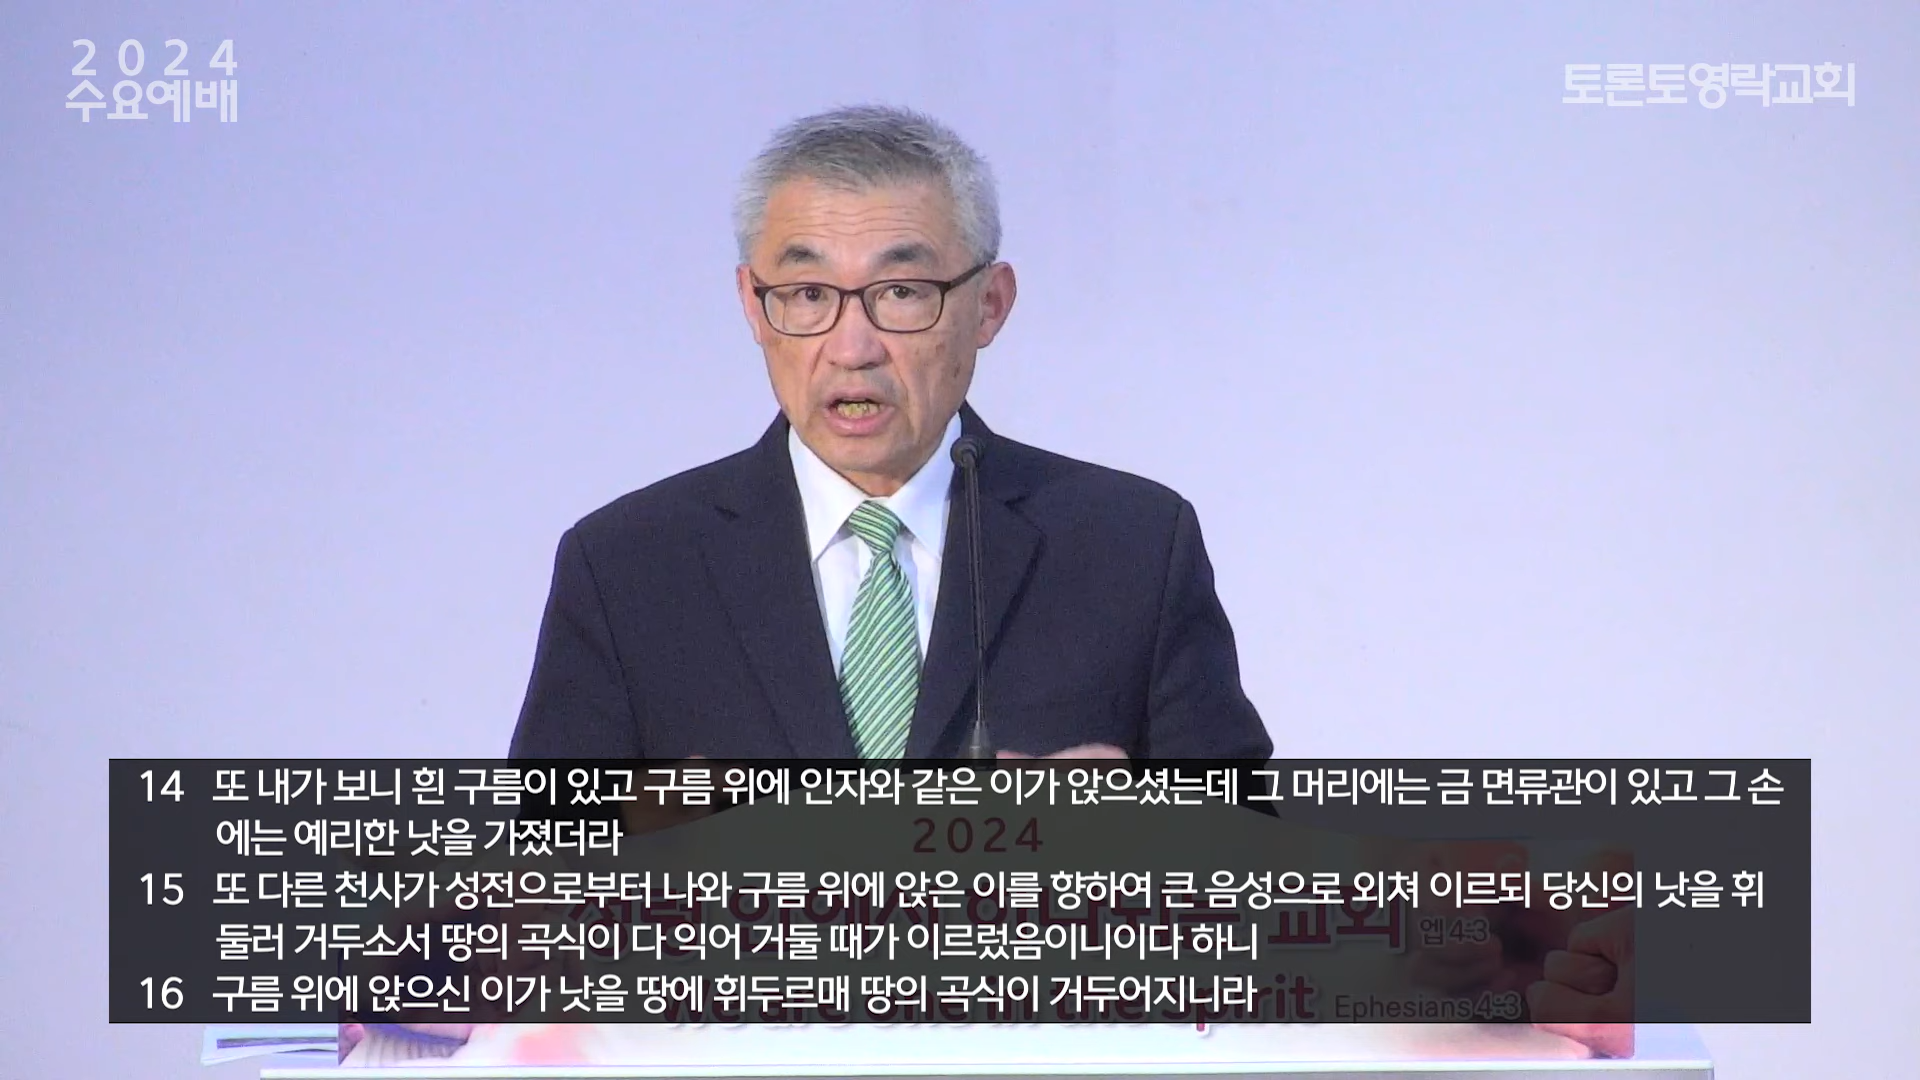 2024
수요예배
토론토영락교회
14 또 내가 보니 흰 구름이 있고 구름 위에 인자와 같은 이가 앉으셨는데 그 머리에는 금 면류관이 있고 그 손
에는 예리한 낫을 가졌더라
15 또 다른 천사가 성전으로부터 나와 구름 위에 앉은 이를 향하여 큰 음성으로 외쳐 이르되 당신의 낫을 휘
둘러 거두소서 땅의 곡식이 다 익어 거둘 때가 이르렀음이니이다 하니
16 구름 위에 앉으신 이가 낫을 땅에 휘두르매 땅의 곡식이 거두어지니라
2024
교회 엡 4:3
We are one in the Spirit Ephesians 4:3